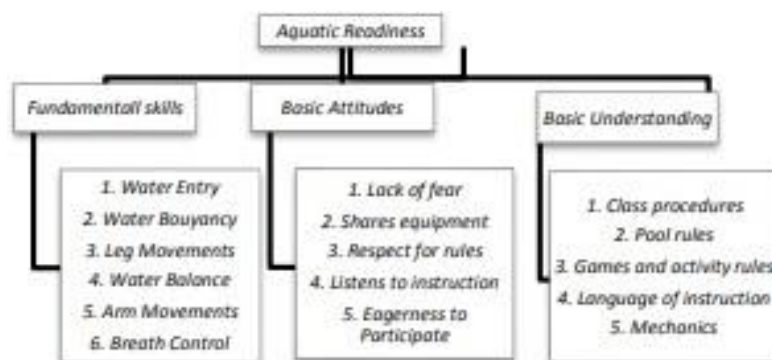 Aquatic Readiness
Fundamentall skills
1. Water Entry
2. Water Bouyancy
3. Leg Movements
4. Water Balance
5. Arm Movements
6. Breath Control
Basic Attitudes
1. Lack of fear
2. Shares equipment
3. Respect for rules
4. Listens to instruction
5. Eagerness to
Participate
Basic Understanding
1. Class procedures
2. Pool rules
3. Games and activity rules
4. Language of instruction
5. Mechanics